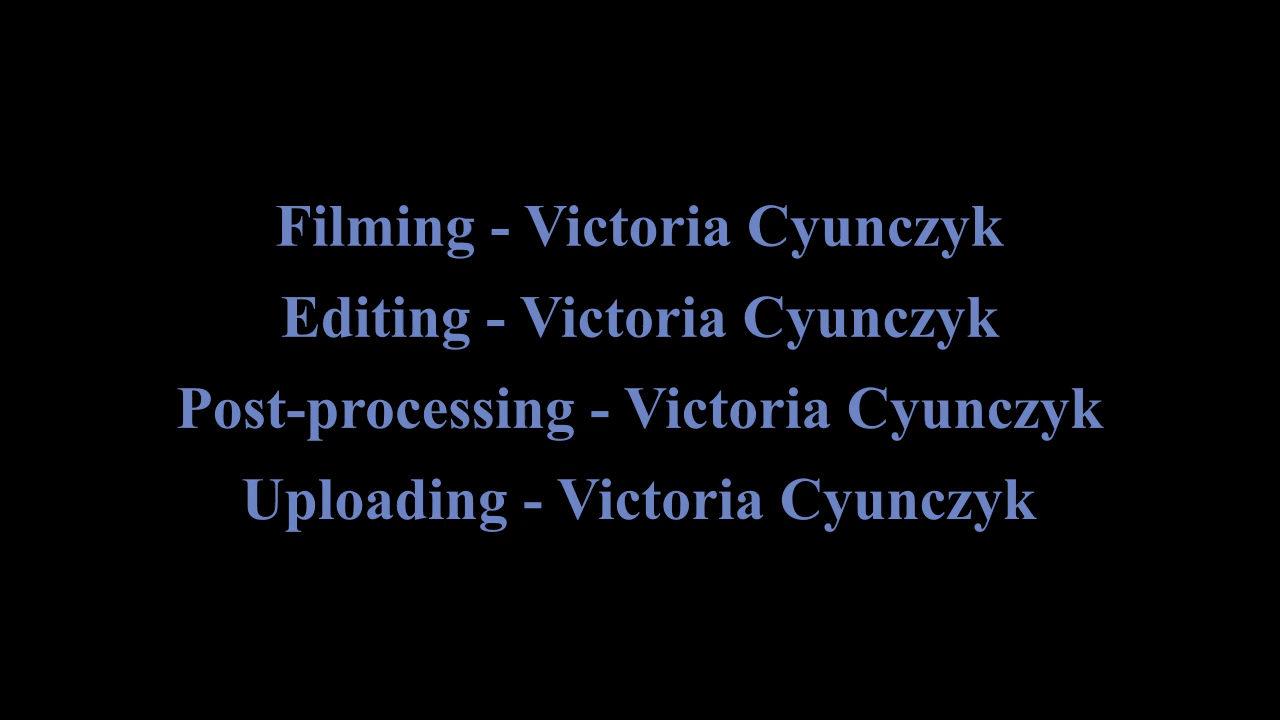 Filming - Victoria Cyunczyk
Editing - Victoria Cyunczyk
Post-processing - Victoria Cyunczyk
Uploading - Victoria Cyunczyk